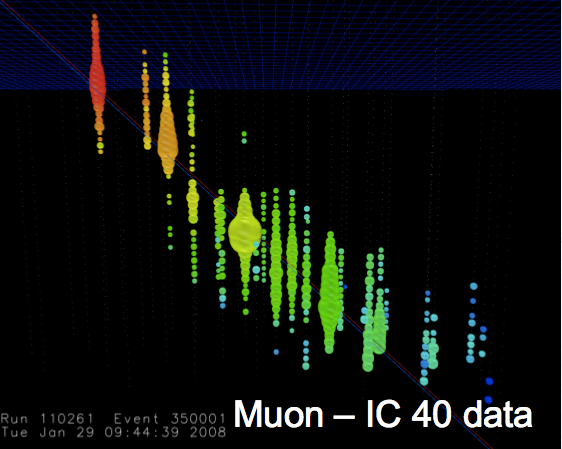 Run 110261 Event 350001
Tue Jan 29 09:44:39 2008
Muon – IC 40 data